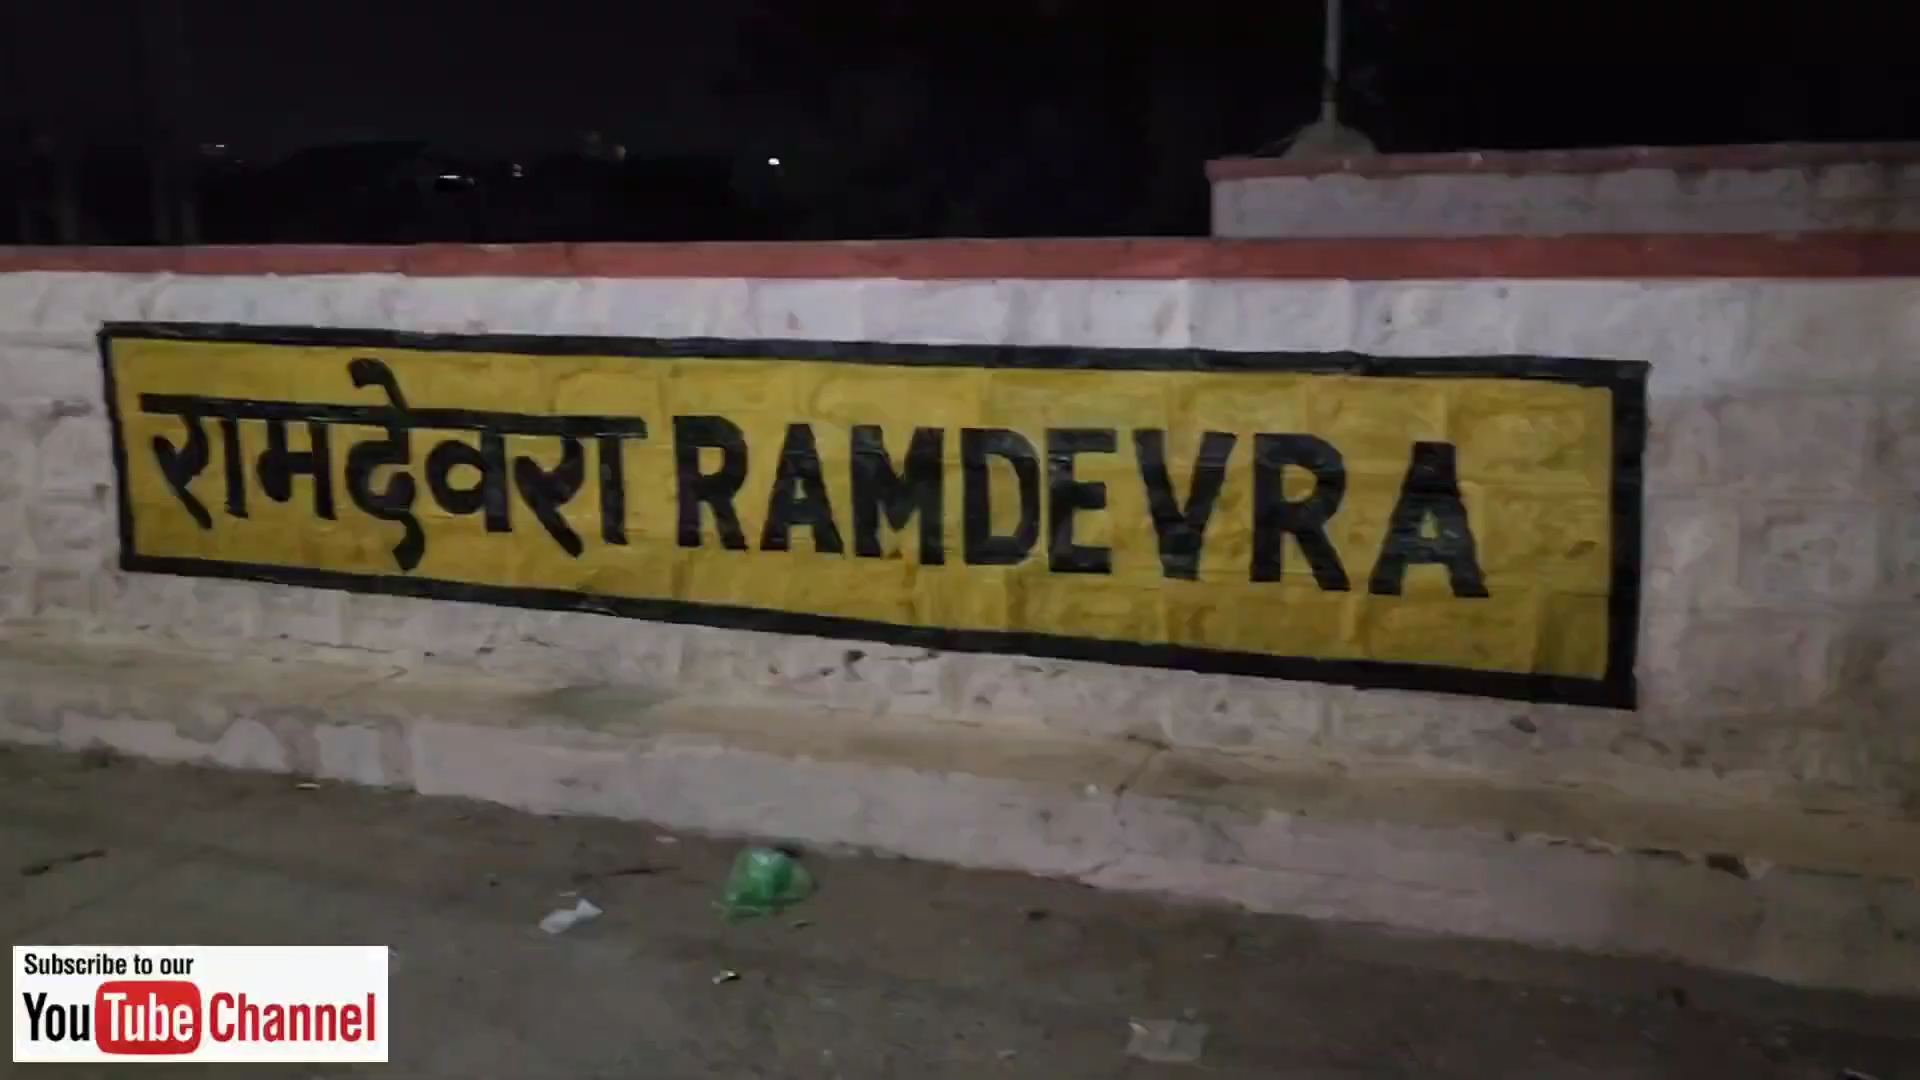 रामदेवरा RAMDEVRA
Subscribe to our
YouTube Channel